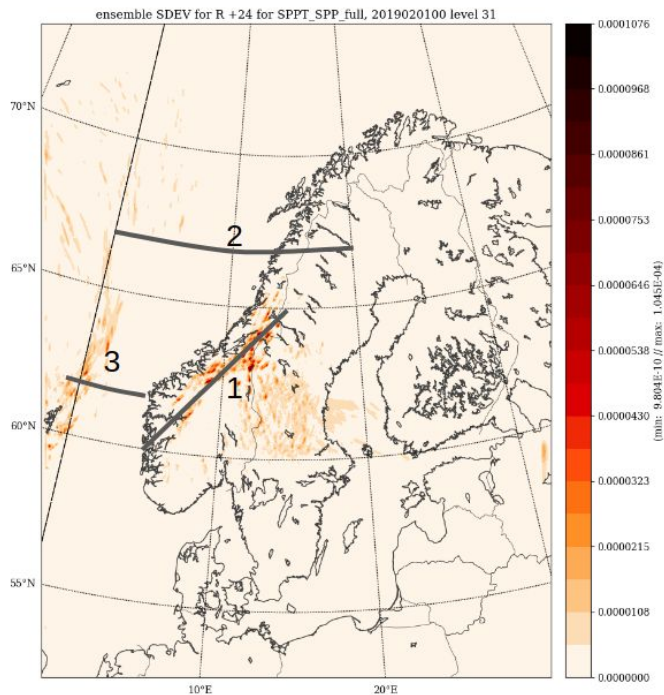 ensemble SDEV for R +24 for SPPT_SPP_full, 2019020100 level 31
70°N
65°N
60°N
55°N
10°E
20°E
2
3
1
0.0001076
0.0000968
0.0000861
0.0000753
0.0000646
0.0000538
0.0000430
0.0000323
0.0000215
0.0000108
0.0000000
(min: 9.804E-10 // max: 1.045E-04)